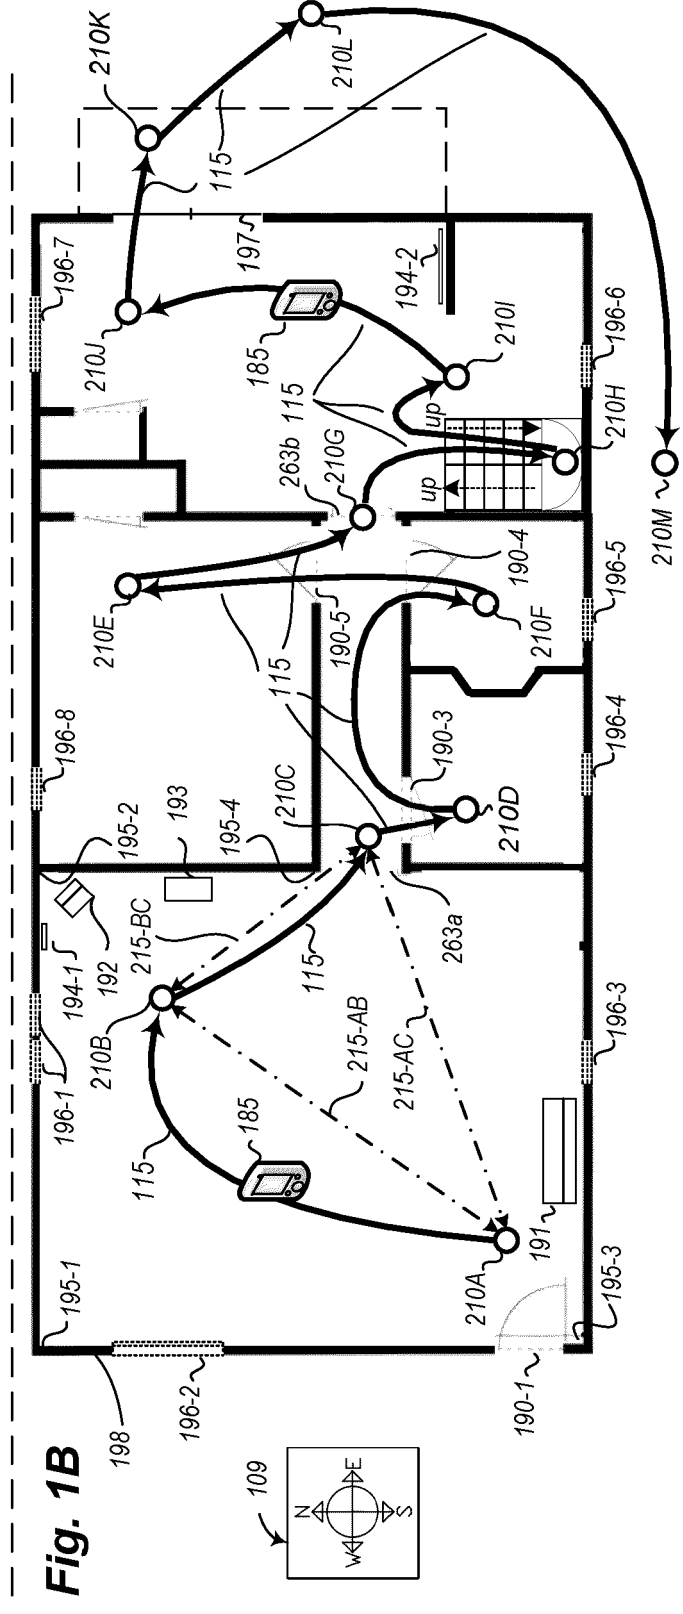 Fig. 1B
195-1
196-1
194-1
196-8
196-7
210B
192
195-2
210E
210J
210K
198
115
215-BC
193
196-2
195-4
115
109
185
185
197
115
210C
263b
115
N
115
190-5
210G
210L
W E
215-AB
S
215-AC
194-2
up
up
263a
190-3
210A
210D
190-4
210I
190-1
191
210F
195-3
196-3
196-4
196-5
210H
196-6
210M